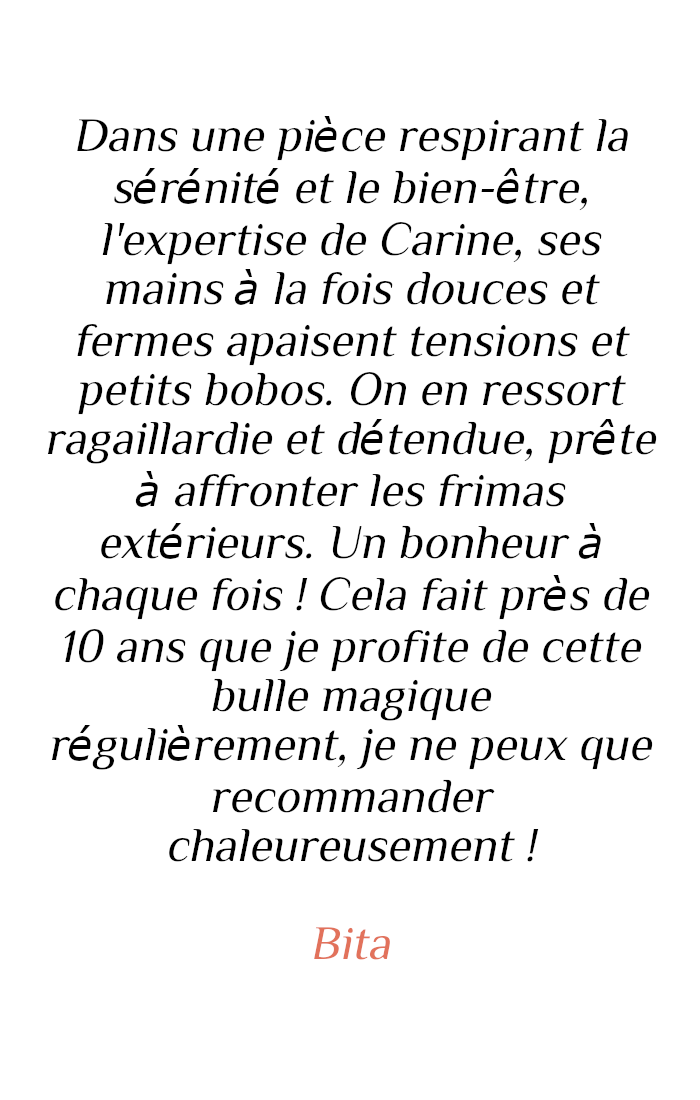 Dans une pièce respirant la
sérénité et le bien-être,
l'expertise de Carine, ses
mains à la fois douces et
fermes apaisent tensions et
petits bobos. On en ressort
ragaillardie et détendue, prête
à affronter les frimas
extérieurs. Un bonheur à
chaque fois ! Cela fait près de
10 ans que je profite de cette
bulle magique
régulièrement, je ne peux que
recommander
chaleureusement !
Bita